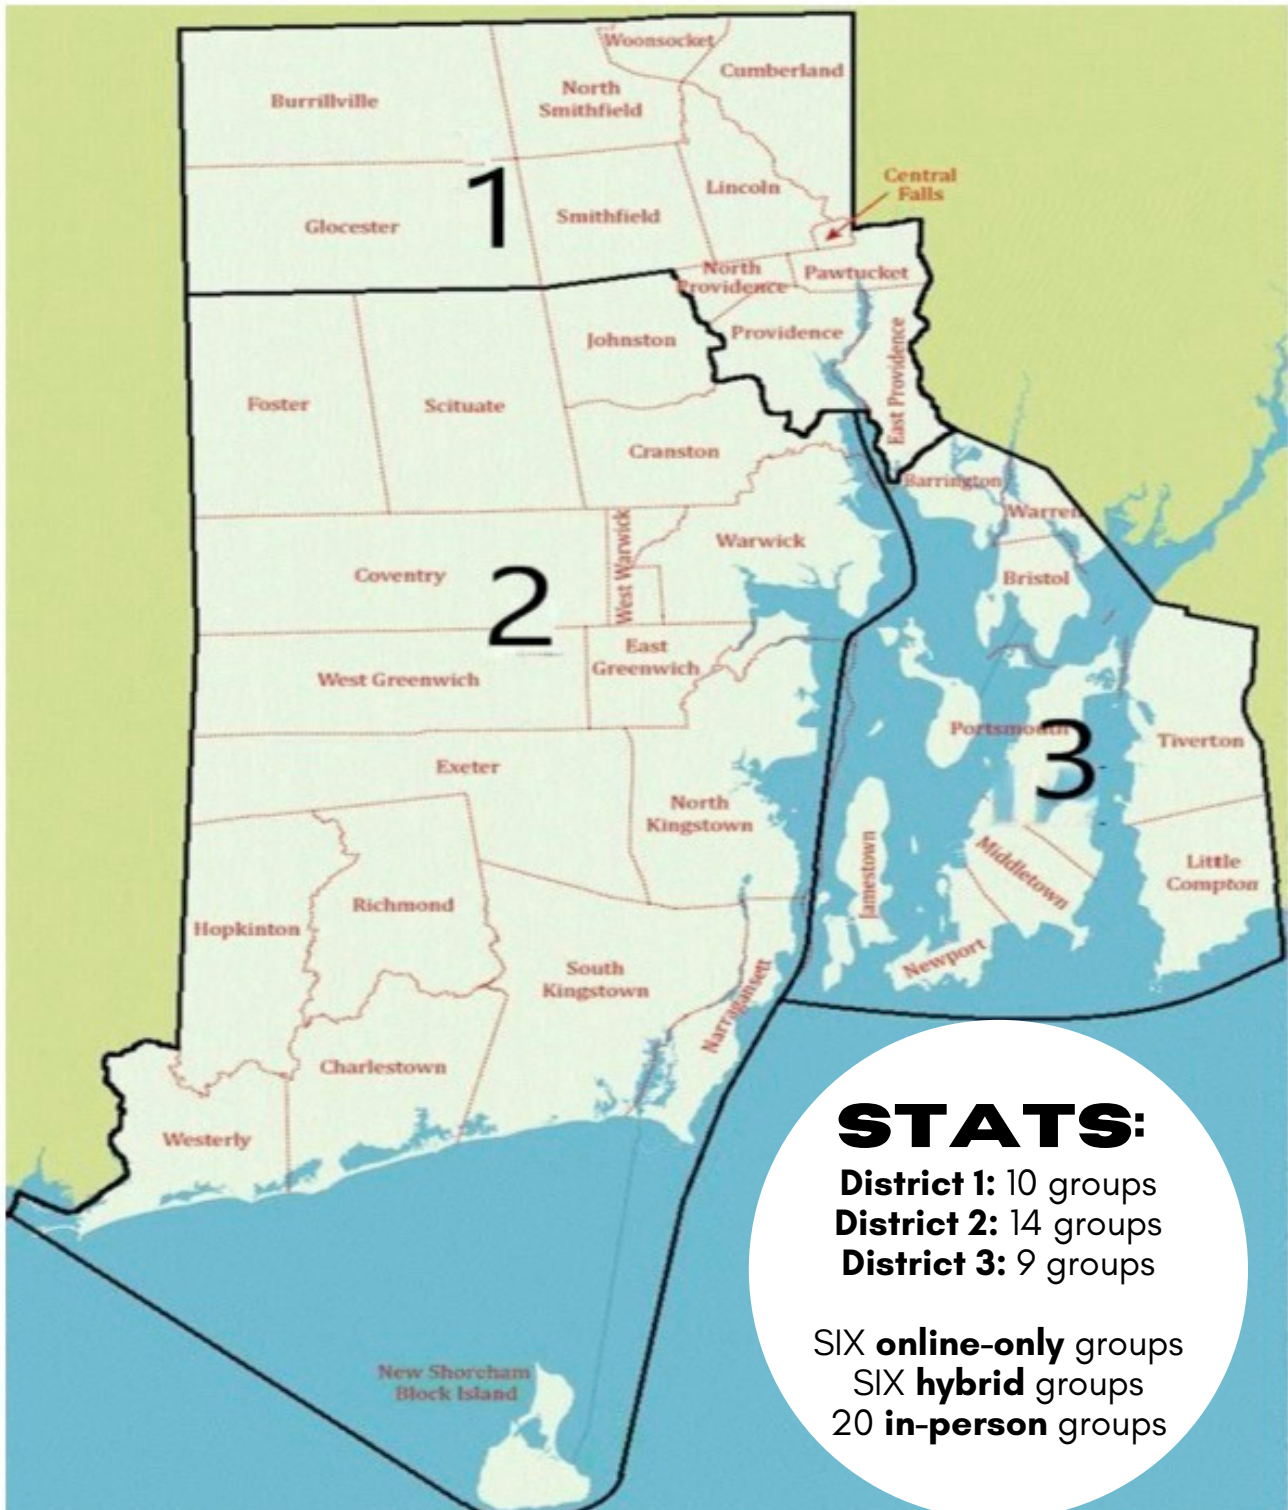 Woonsocket
Cumberland
Burrillville
North
Smithfield
Central
Falls
Lincoln
1
Smithfield
Glocester
North
Providence
Pawtucket
Providence
Johnston
East Providence
Foster
Scituate
Cranston
Barrington
Warren
West Warwick
Warwick
Coventry
2
Bristol
East
Greenwich
West Greenwich
Portsmouth
3
Tiverton
Exeter
North
Kingstown
Jamestown
Middletown
Little
Compton
Richmond
Hopkinton
Newport
South
Kingstown
Narragansett
Charlestown
Westerly
New Shoreham
Block Island
STATS:
District 1: 10 groups
District 2: 14 groups
District 3: 9 groups
SIX online-only groups
SIX hybrid groups
20 in-person groups